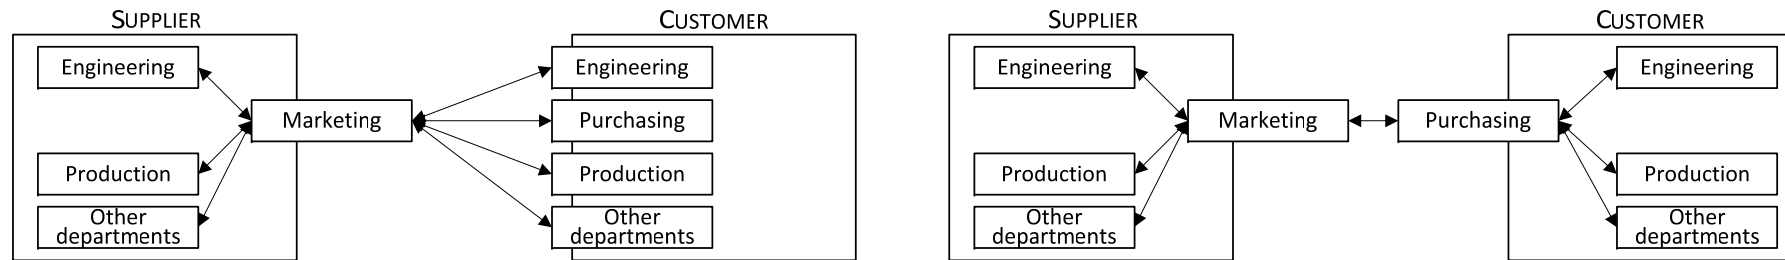 SUPPLIER
CUSTOMER
Engineering
Marketing
Production
Other
departments
Engineering
Purchasing
Production
Other
departments
SUPPLIER
CUSTOMER
Engineering
Marketing
Production
Other
departments
Purchasing
Engineering
Production
Other
departments